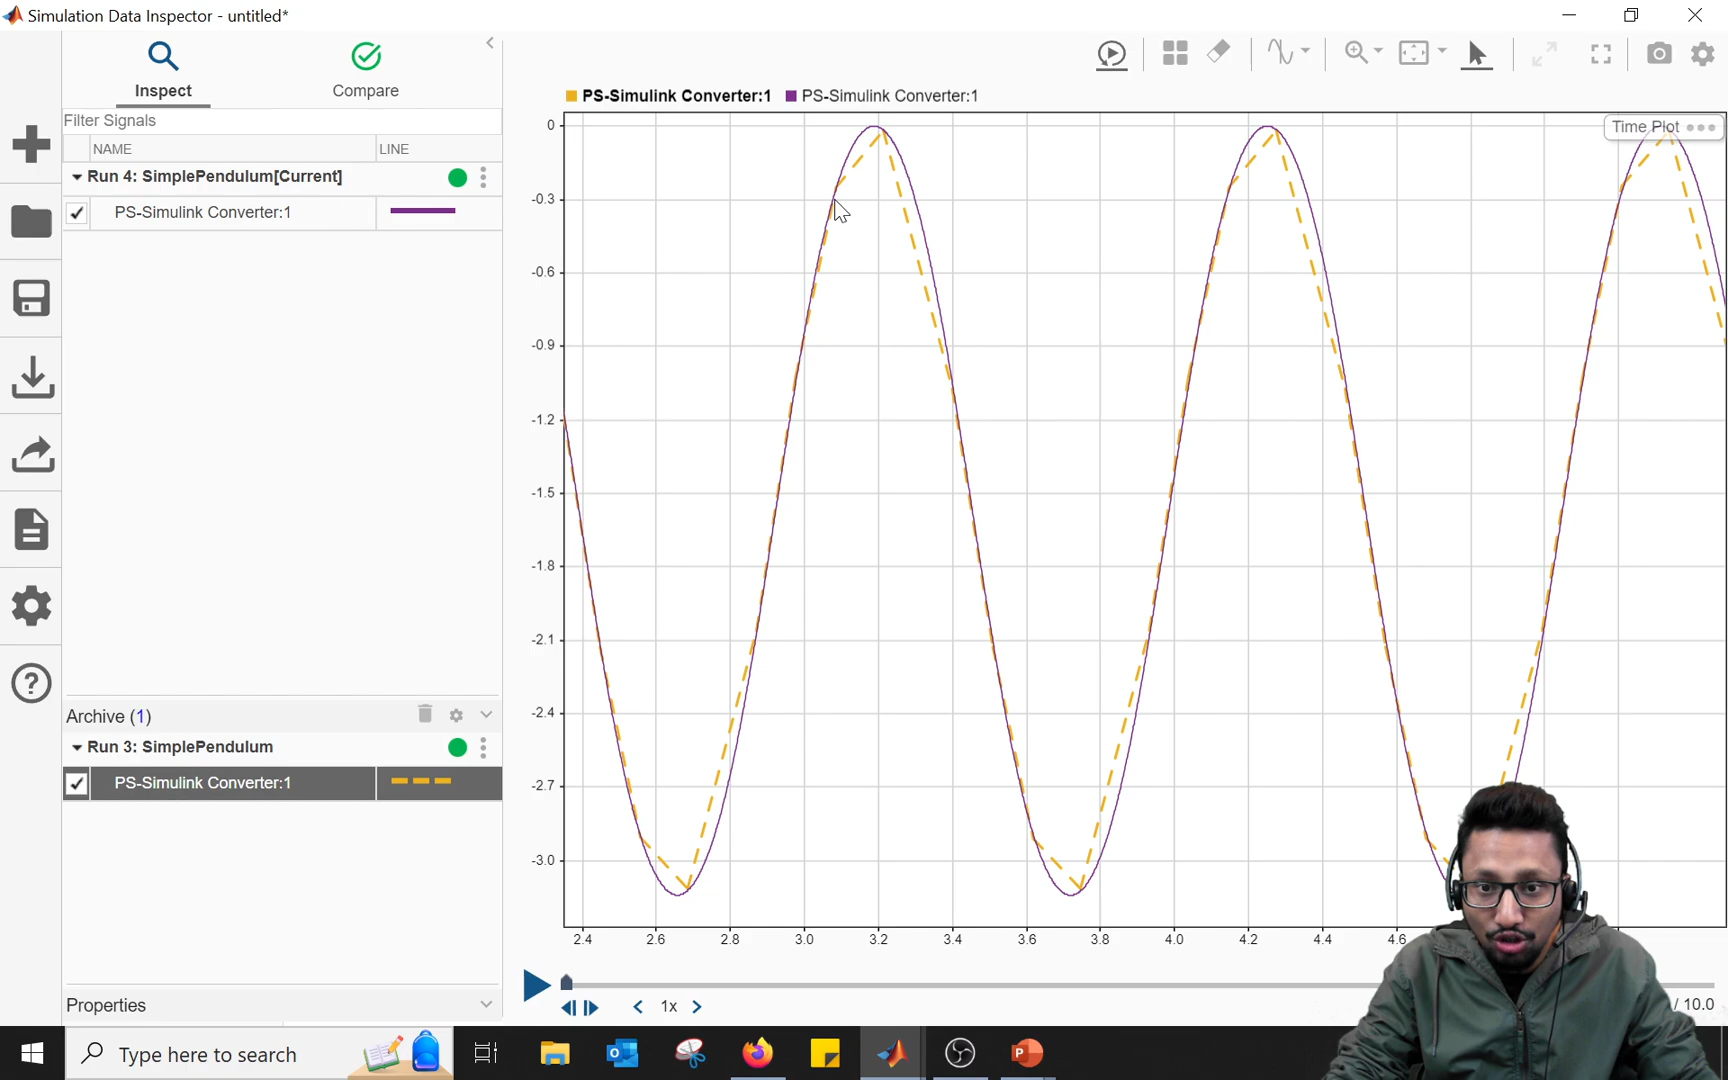 Simulation Data Inspector - untitled*
Inspect
Compare
Filter Signals
NAME
LINE
Run 4: SimplePendulum[Current]
PS-Simulink Converter:1
Archive (1)
Run 3: SimplePendulum
PS-Simulink Converter:1
Properties
PS-Simulink Converter:1
PS-Simulink Converter:1
Time Plot
0
-0.3
-0.6
-0.9
-1.2
-1.5
-1.8
-2.1
-2.4
-2.7
-3.0
2.4
2.6
2.8
3.0
3.2
3.4
3.6
3.8
4.0
4.2
4.4
4.6
1x
/ 10.0
Type here to search